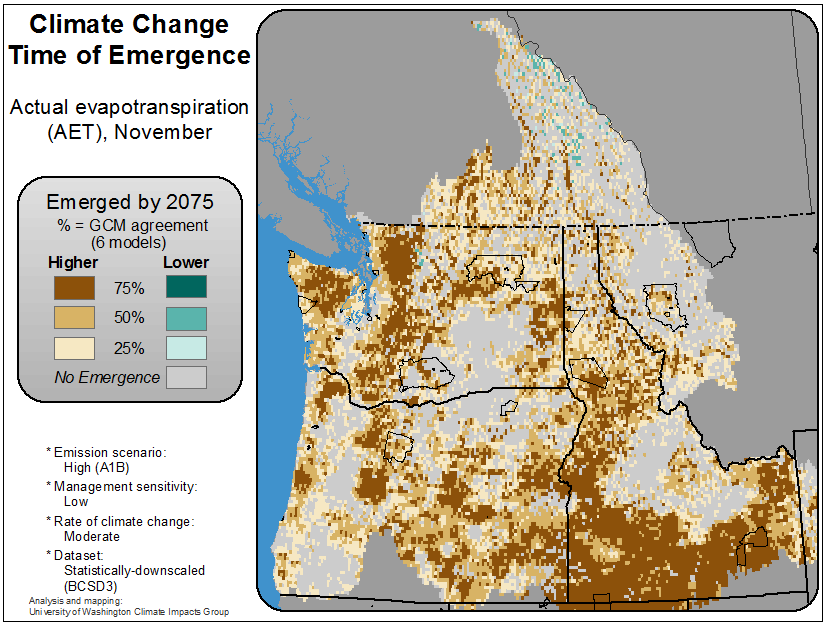 Climate Change
Time of Emergence
Actual evapotranspiration
(AET), November
Emerged by 2075
% = GCM agreement
(6 models)
Higher Lower
75%
50%
25%
No Emergence
* Emission scenario:
High (A1B)
* Management sensitivity:
Low
* Rate of climate change:
Moderate
* Dataset:
Statistically-downscaled
(BCSD3)
Analysis and mapping:
University of Washington Climate Impacts Group